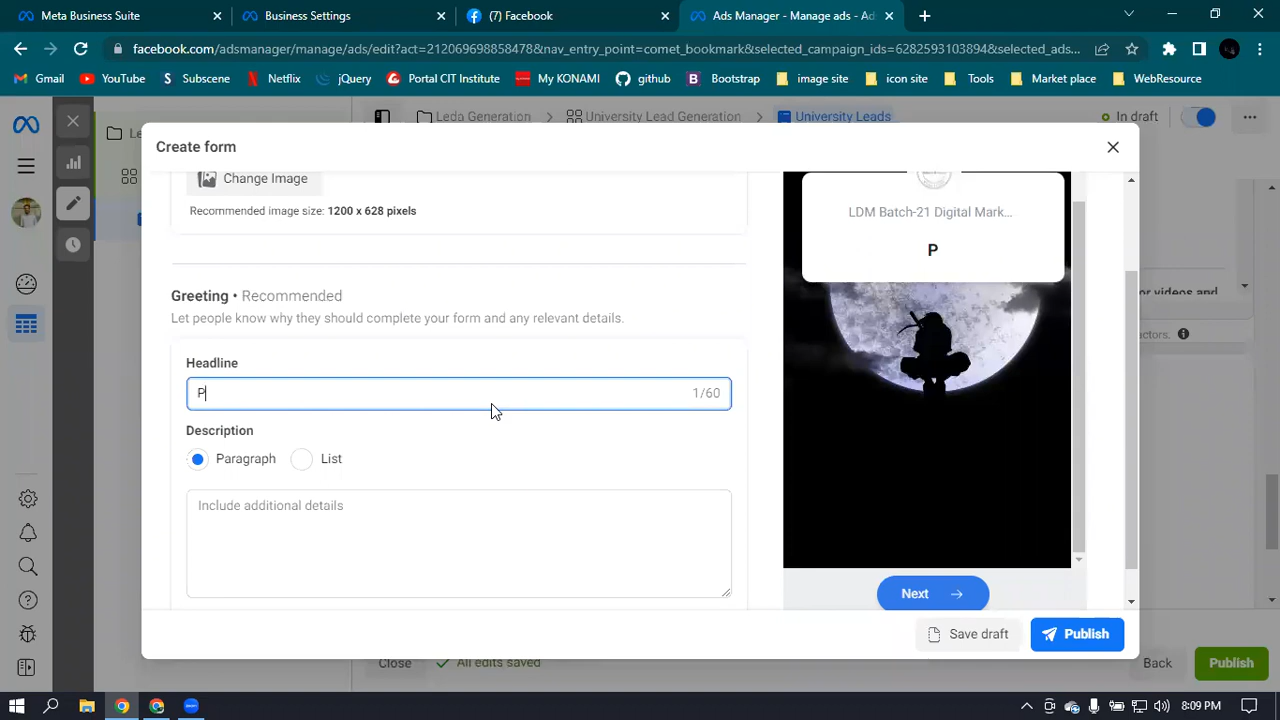 Meta Business Suite
Business Settings
(7) Facebook
Ads Manager - Manage ads - Ad
facebook.com/adsmanager/manage/ads/edit?act=212069698858478&nav_entry_point=comet_bookmark&selected_campaign_ids=6282593103894&selected_ads...
Gmail
YouTube
Subscene
Netflix
jQuery
Portal CIT Institute
My KONAMI
github
Bootstrap
image site
icon site
Tools
Market place
WebResource
Leda Generation
University Lead Generation
University Leads
In draft
Create form
Change Image
Recommended image size: 1200 x 628 pixels
LDM Batch-21 Digital Mark...
P
Greeting • Recommended
Let people know why they should complete your form and any relevant details.
or videos and
actors.
Headline
P
1/60
Description
Paragraph
List
Include additional details
Next
Save draft
Publish
Close
All edits saved
Back
Publish
8:09 PM